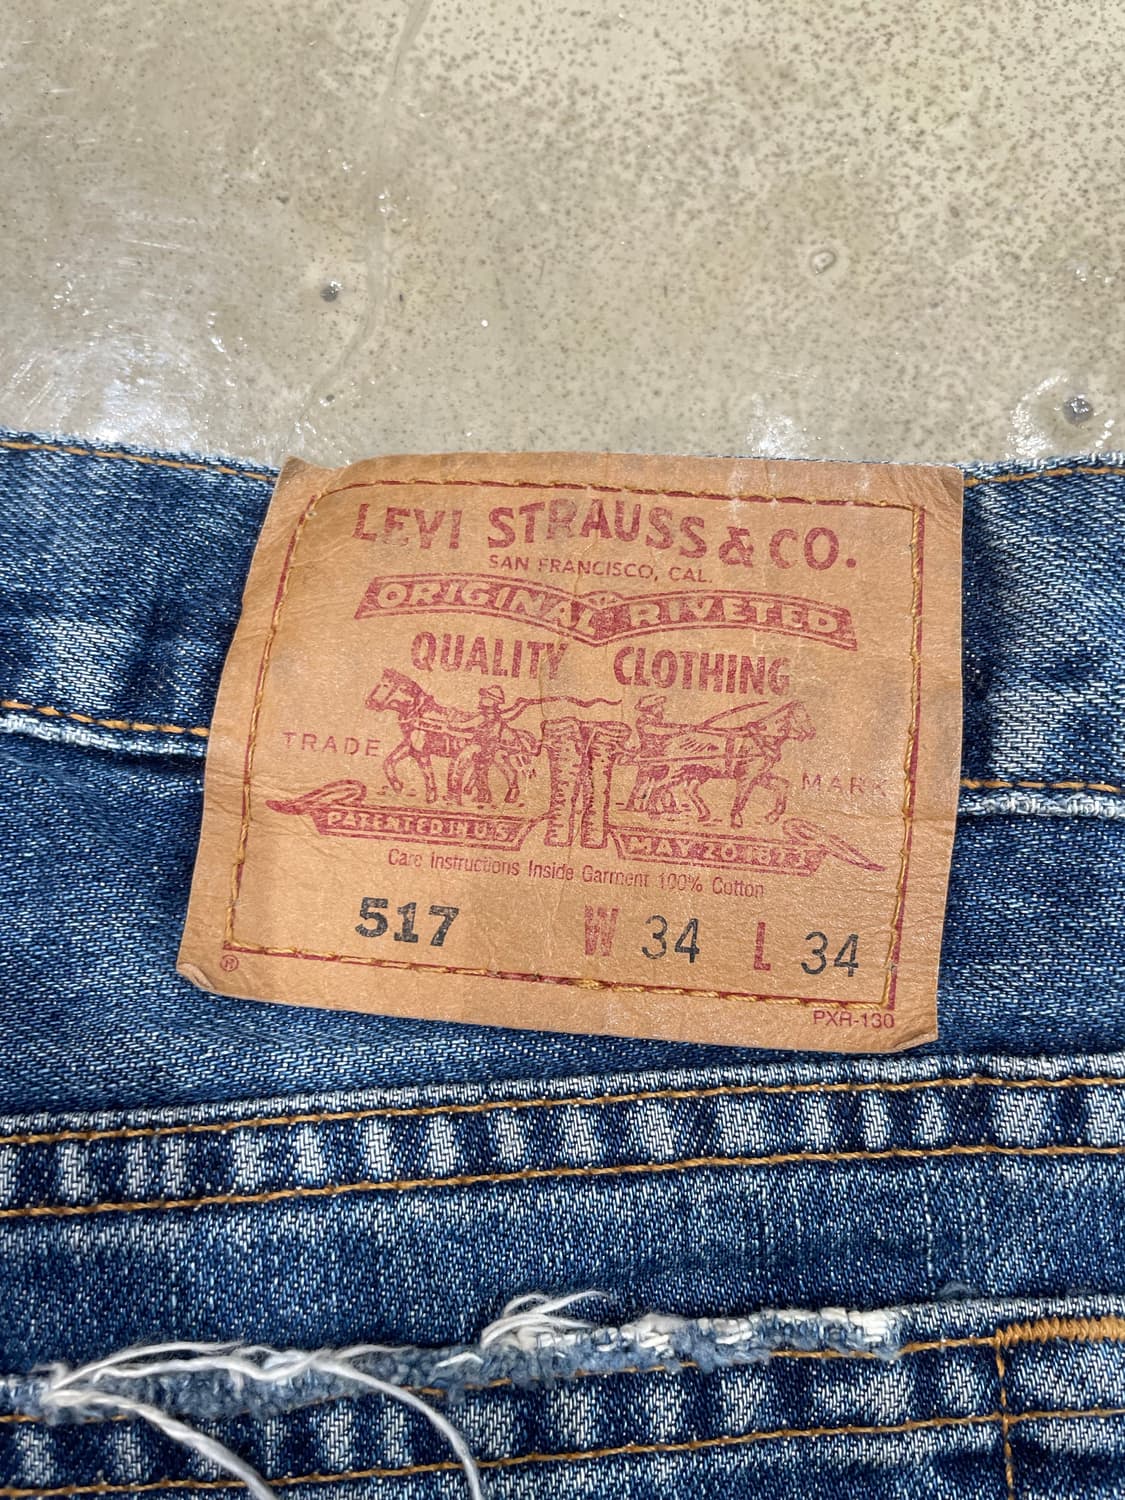 LEVI STRAUSS & CO.
SAN FRANCISCO, CAL.
ORIGINAL RIVETED
QUALITY CLOTHING
TRADE MARK
PATENTED IN U.S. MAY 20 1873
Care Instructions Inside Garment 100% Cotton
517 W 34 L 34
®
PXR-130